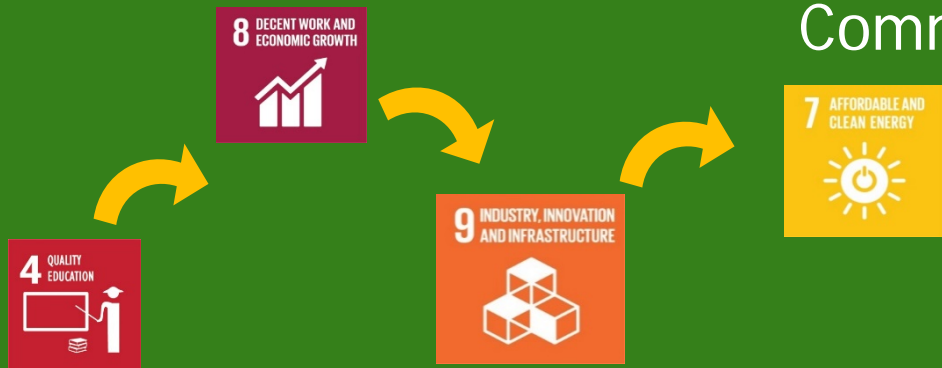 8 DECENT WORK AND
ECONOMIC GROWTH
7 AFFORDABLE AND
CLEAN ENERGY
9 INDUSTRY, INNOVATION
AND INFRASTRUCTURE
4 QUALITY
EDUCATION